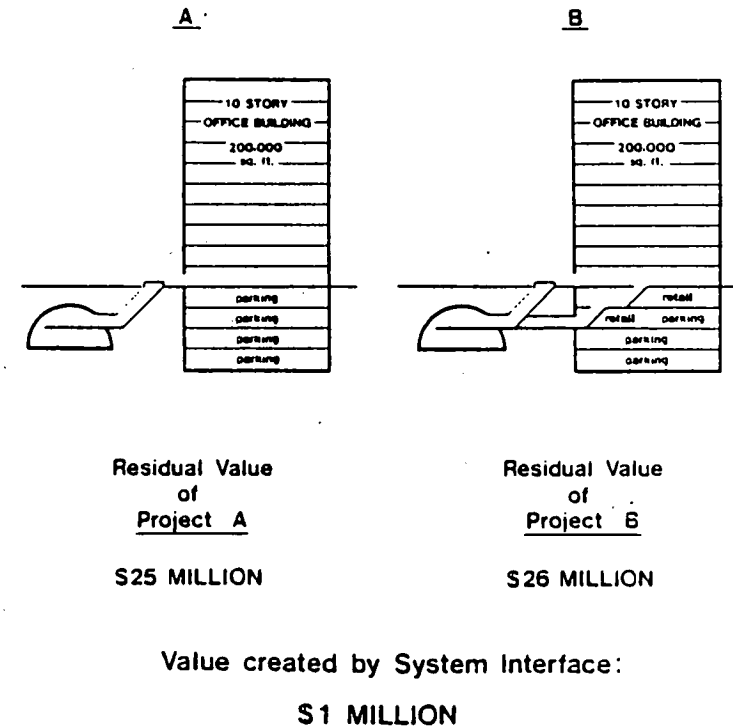 A
B
10 STORY
OFFICE BUILDING
200,000
sq. ft.
parking
parking
parking
parking
10 STORY
OFFICE BUILDING
200,000
sq. ft.
retail
retail parking
parking
parking
Residual Value
of
Project A
$25 MILLION
Residual Value
of
Project B
$26 MILLION
Value created by System Interface:
$1 MILLION